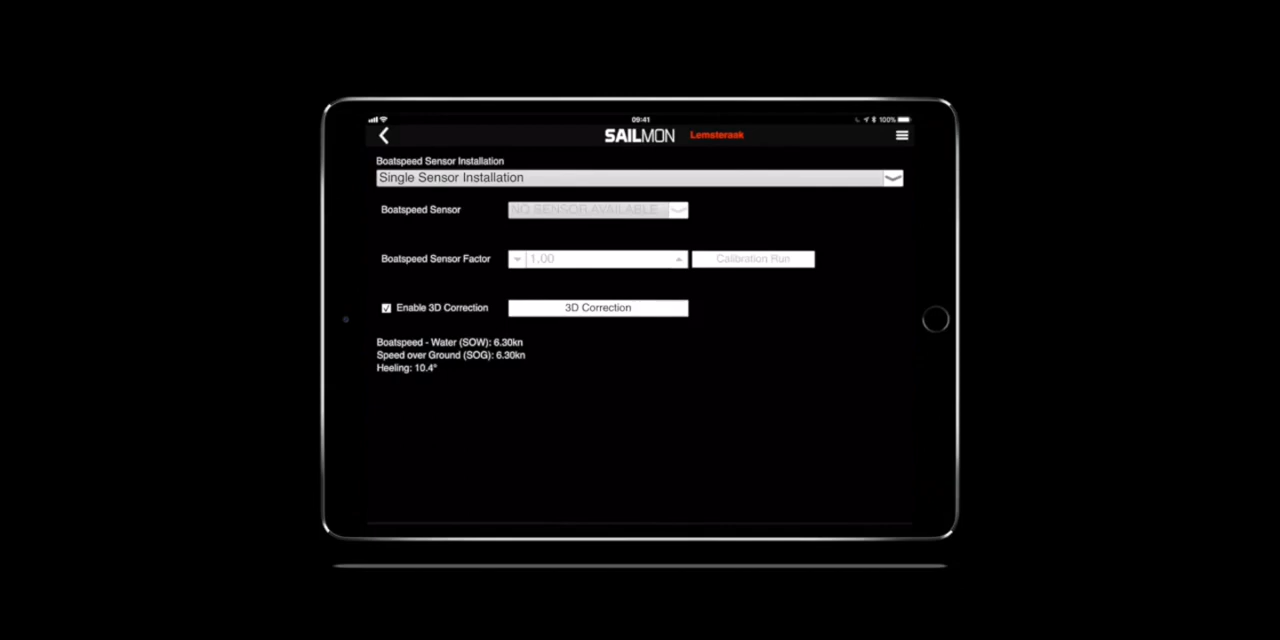 09:41
100%
SAILMON Lemsteraak
Boatspeed Sensor Installation
Single Sensor Installation
Boatspeed Sensor NO SENSOR AVAILABLE
Boatspeed Sensor Factor 1.00 Calibration Run
Enable 3D Correction 3D Correction
Boatspeed - Water (SOW): 6.30kn
Speed over Ground (SOG): 6.30kn
Heeling: 10.4°